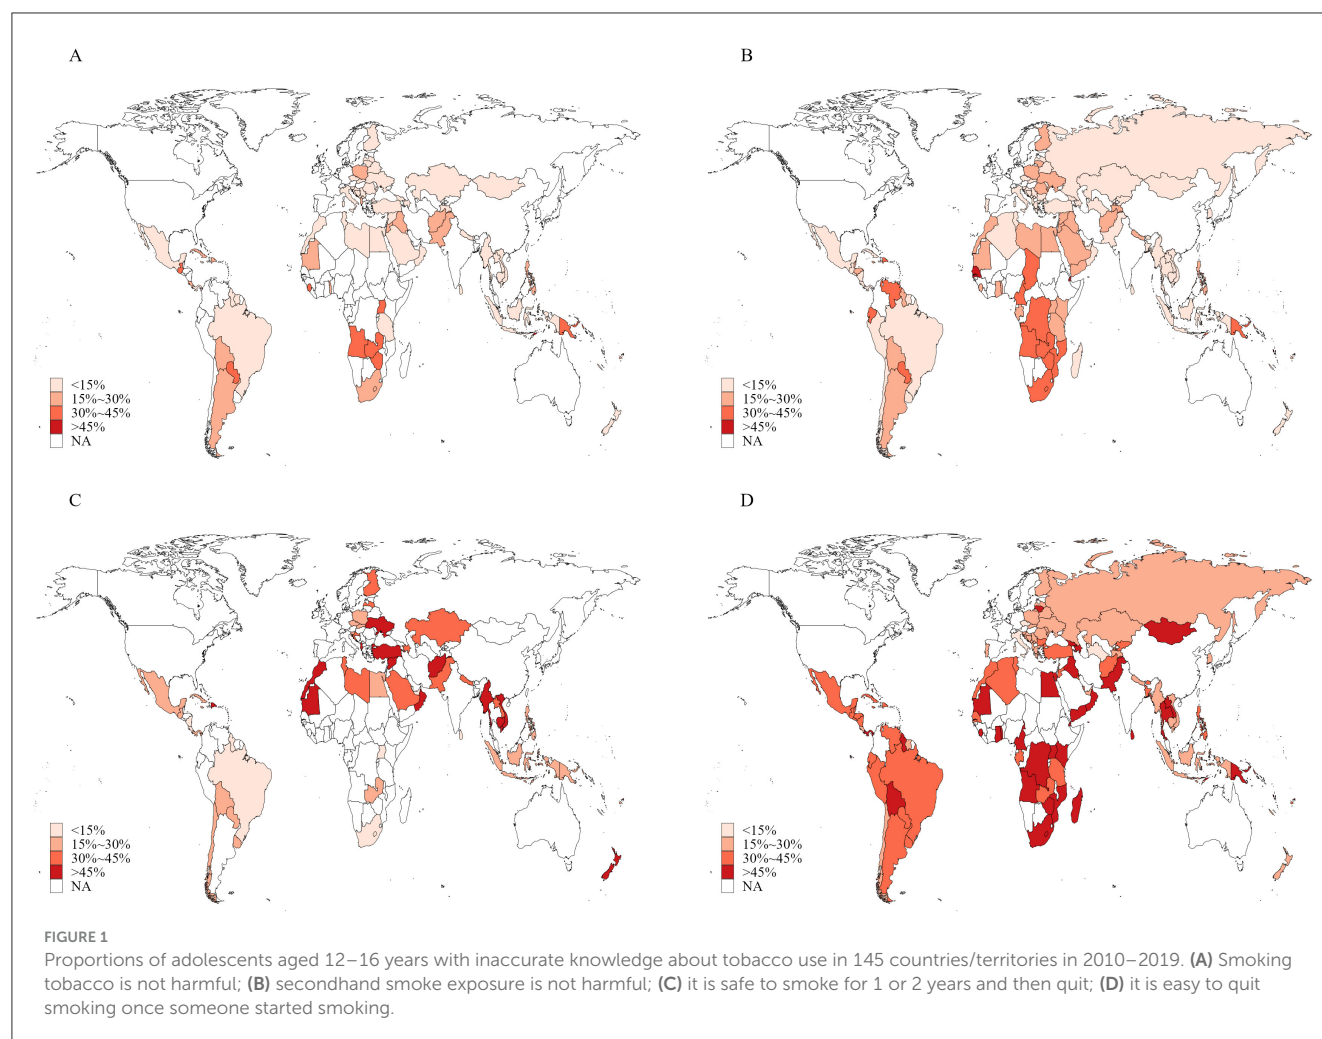 A
B
<15%
15%~30%
30%~45%
>45%
NA
<15%
15%~30%
30%~45%
>45%
NA
C
D
<15%
15%~30%
30%~45%
>45%
NA
<15%
15%~30%
30%~45%
>45%
NA
FIGURE 1
Proportions of adolescents aged 12–16 years with inaccurate knowledge about tobacco use in 145 countries/territories in 2010–2019. (A) Smoking
tobacco is not harmful; (B) secondhand smoke exposure is not harmful; (C) it is safe to smoke for 1 or 2 years and then quit; (D) it is easy to quit
smoking once someone started smoking.